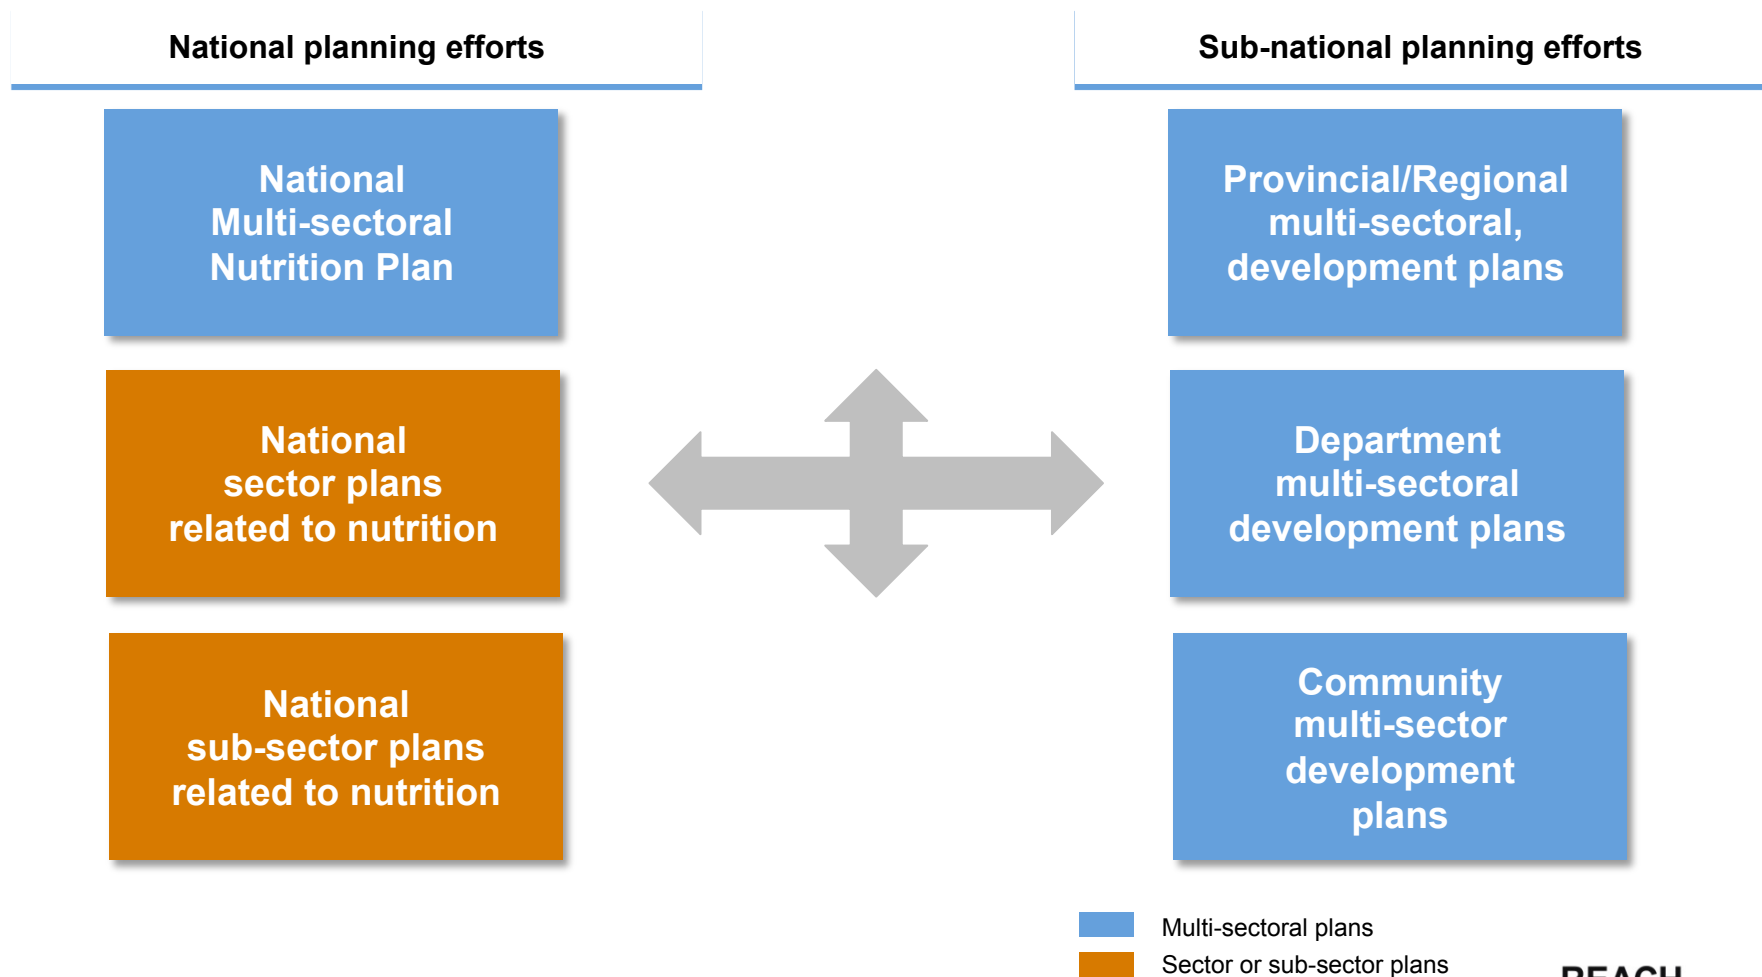 National planning efforts
Sub-national planning efforts
National
Multi-sectoral
Nutrition Plan
National
sector plans
related to nutrition
National
sub-sector plans
related to nutrition
Provincial/Regional
multi-sectoral,
development plans
Department
multi-sectoral
development plans
Community
multi-sector
development
plans
Multi-sectoral plans
Sector or sub-sector plans
REACH